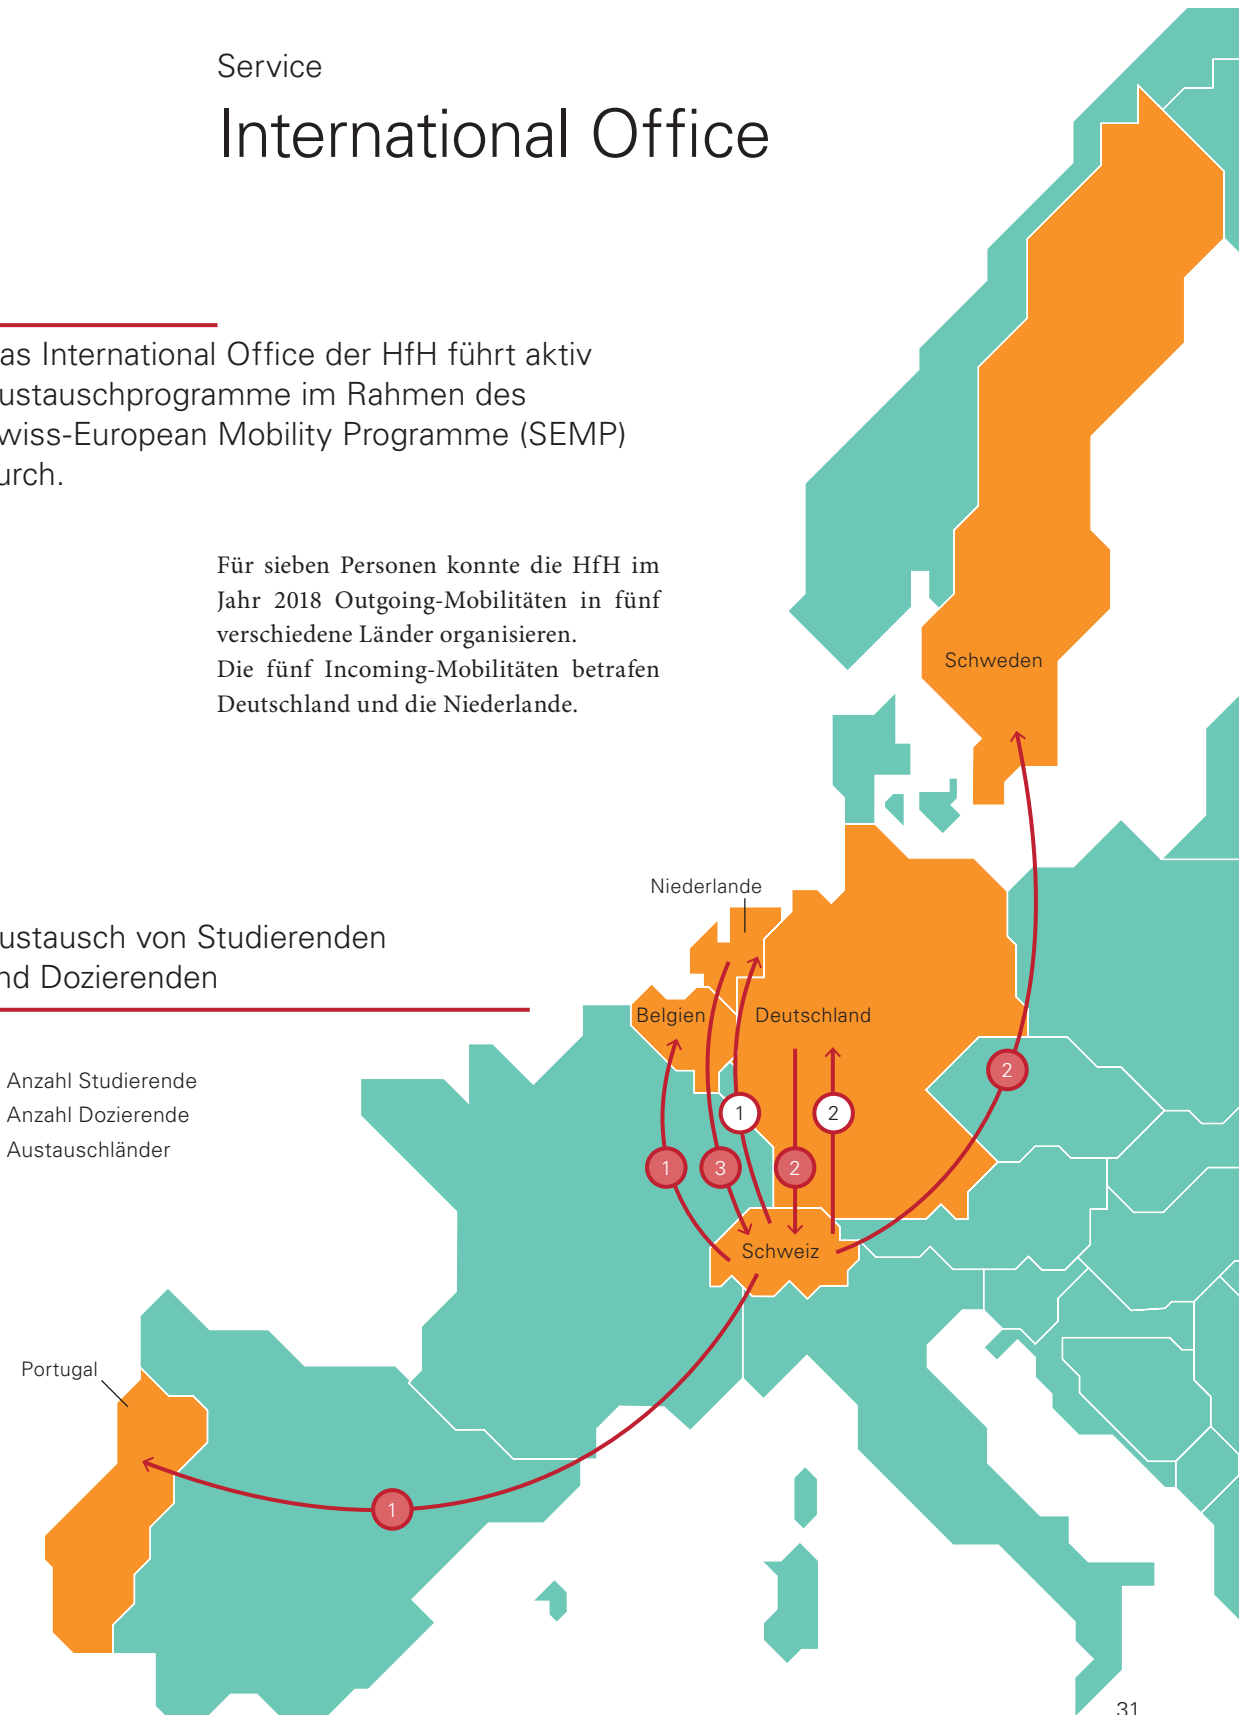 Service
International Office
as International Office der HfH führt aktiv
ustauschprogramme im Rahmen des
wiss-European Mobility Programme (SEMP)
urch.
Für sieben Personen konnte die HfH im
Jahr 2018 Outgoing-Mobilitäten in fünf
verschiedene Länder organisieren.
Die fünf Incoming-Mobilitäten betrafen
Deutschland und die Niederlande.
Schweden
Niederlande
ustausch von Studierenden
nd Dozierenden
Belgien
Deutschland
Anzahl Studierende
Anzahl Dozierende
Austauschländer
2
1
2
1
3
2
Schweiz
Portugal
1
31